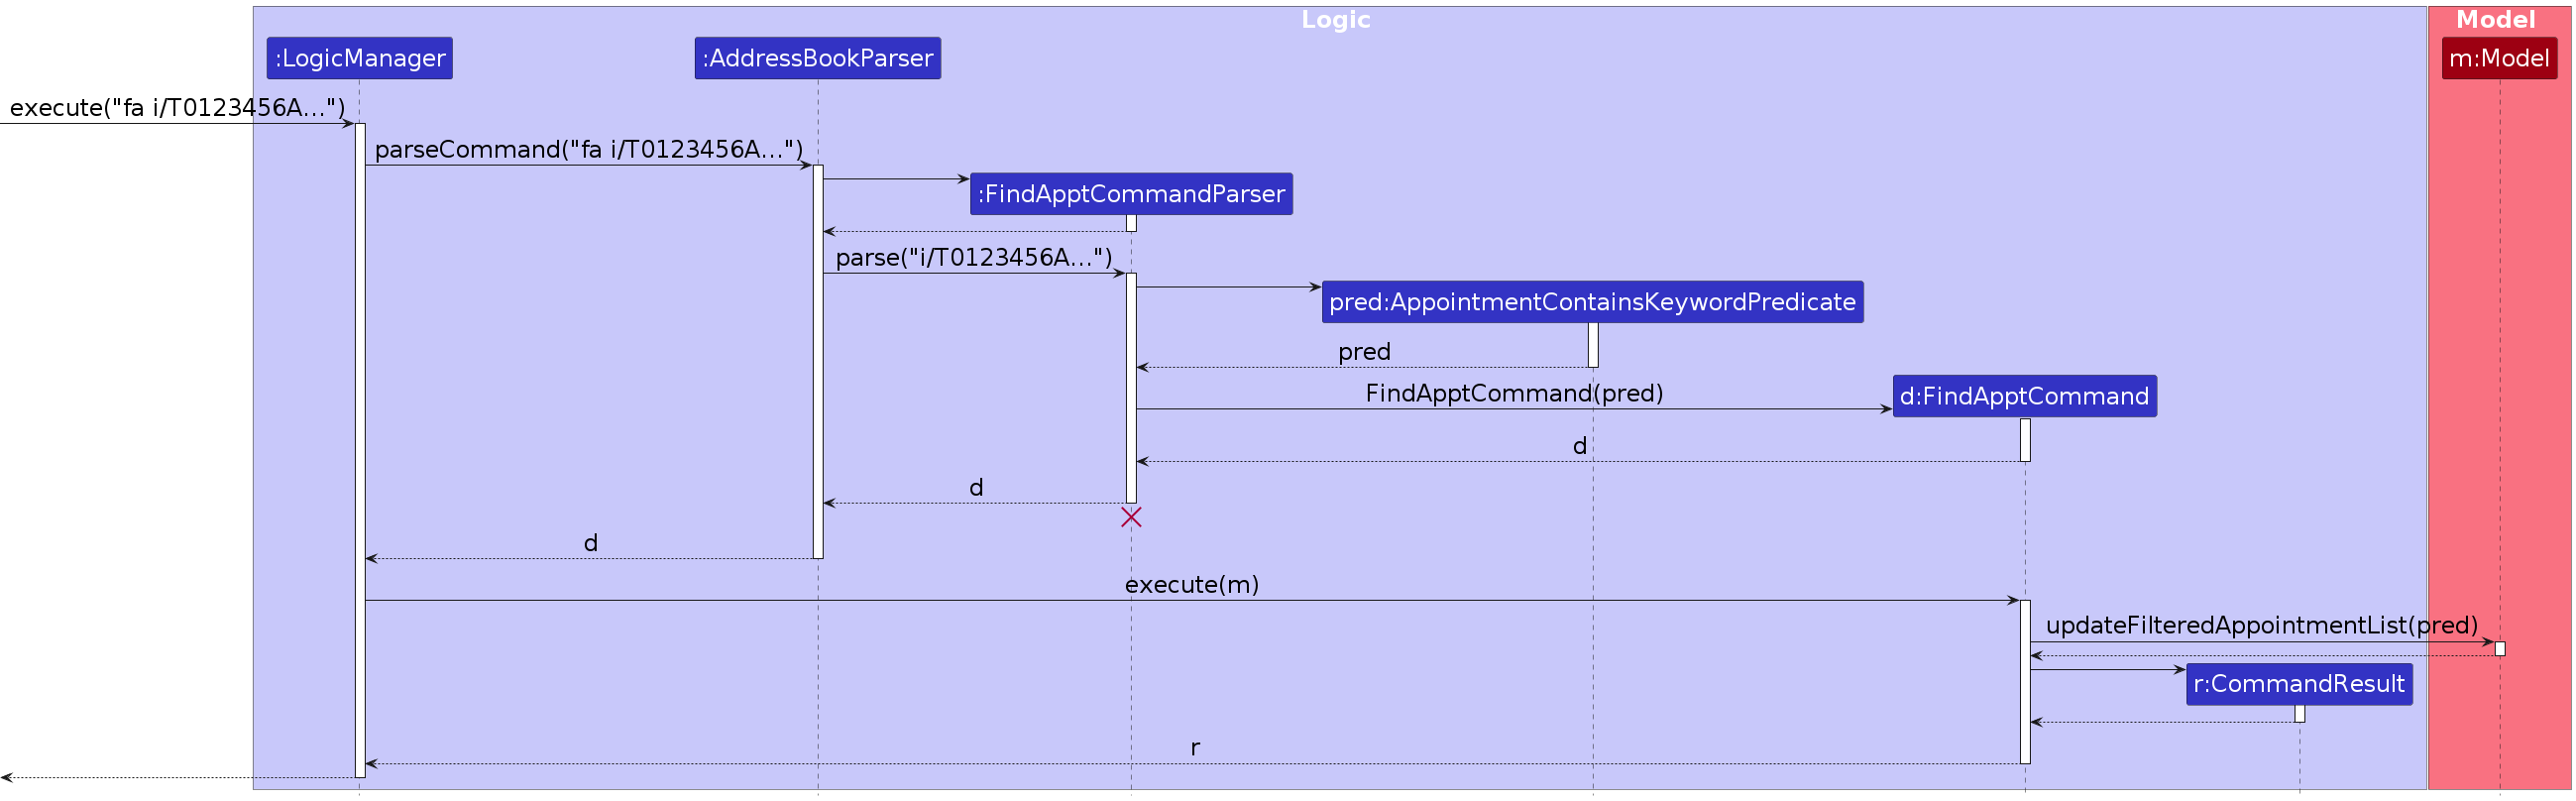 Logic
Model
:LogicManager
:AddressBookParser
m:Model
execute("fa i/T0123456A...")
parseCommand("fa i/T0123456A...")
:FindApptCommandParser
parse("i/T0123456A...")
pred:AppointmentContainsKeywordPredicate
pred
FindApptCommand(pred)
d:FindApptCommand
d
d
d
execute(m)
updateFilteredAppointmentList(pred)
r:CommandResult
r